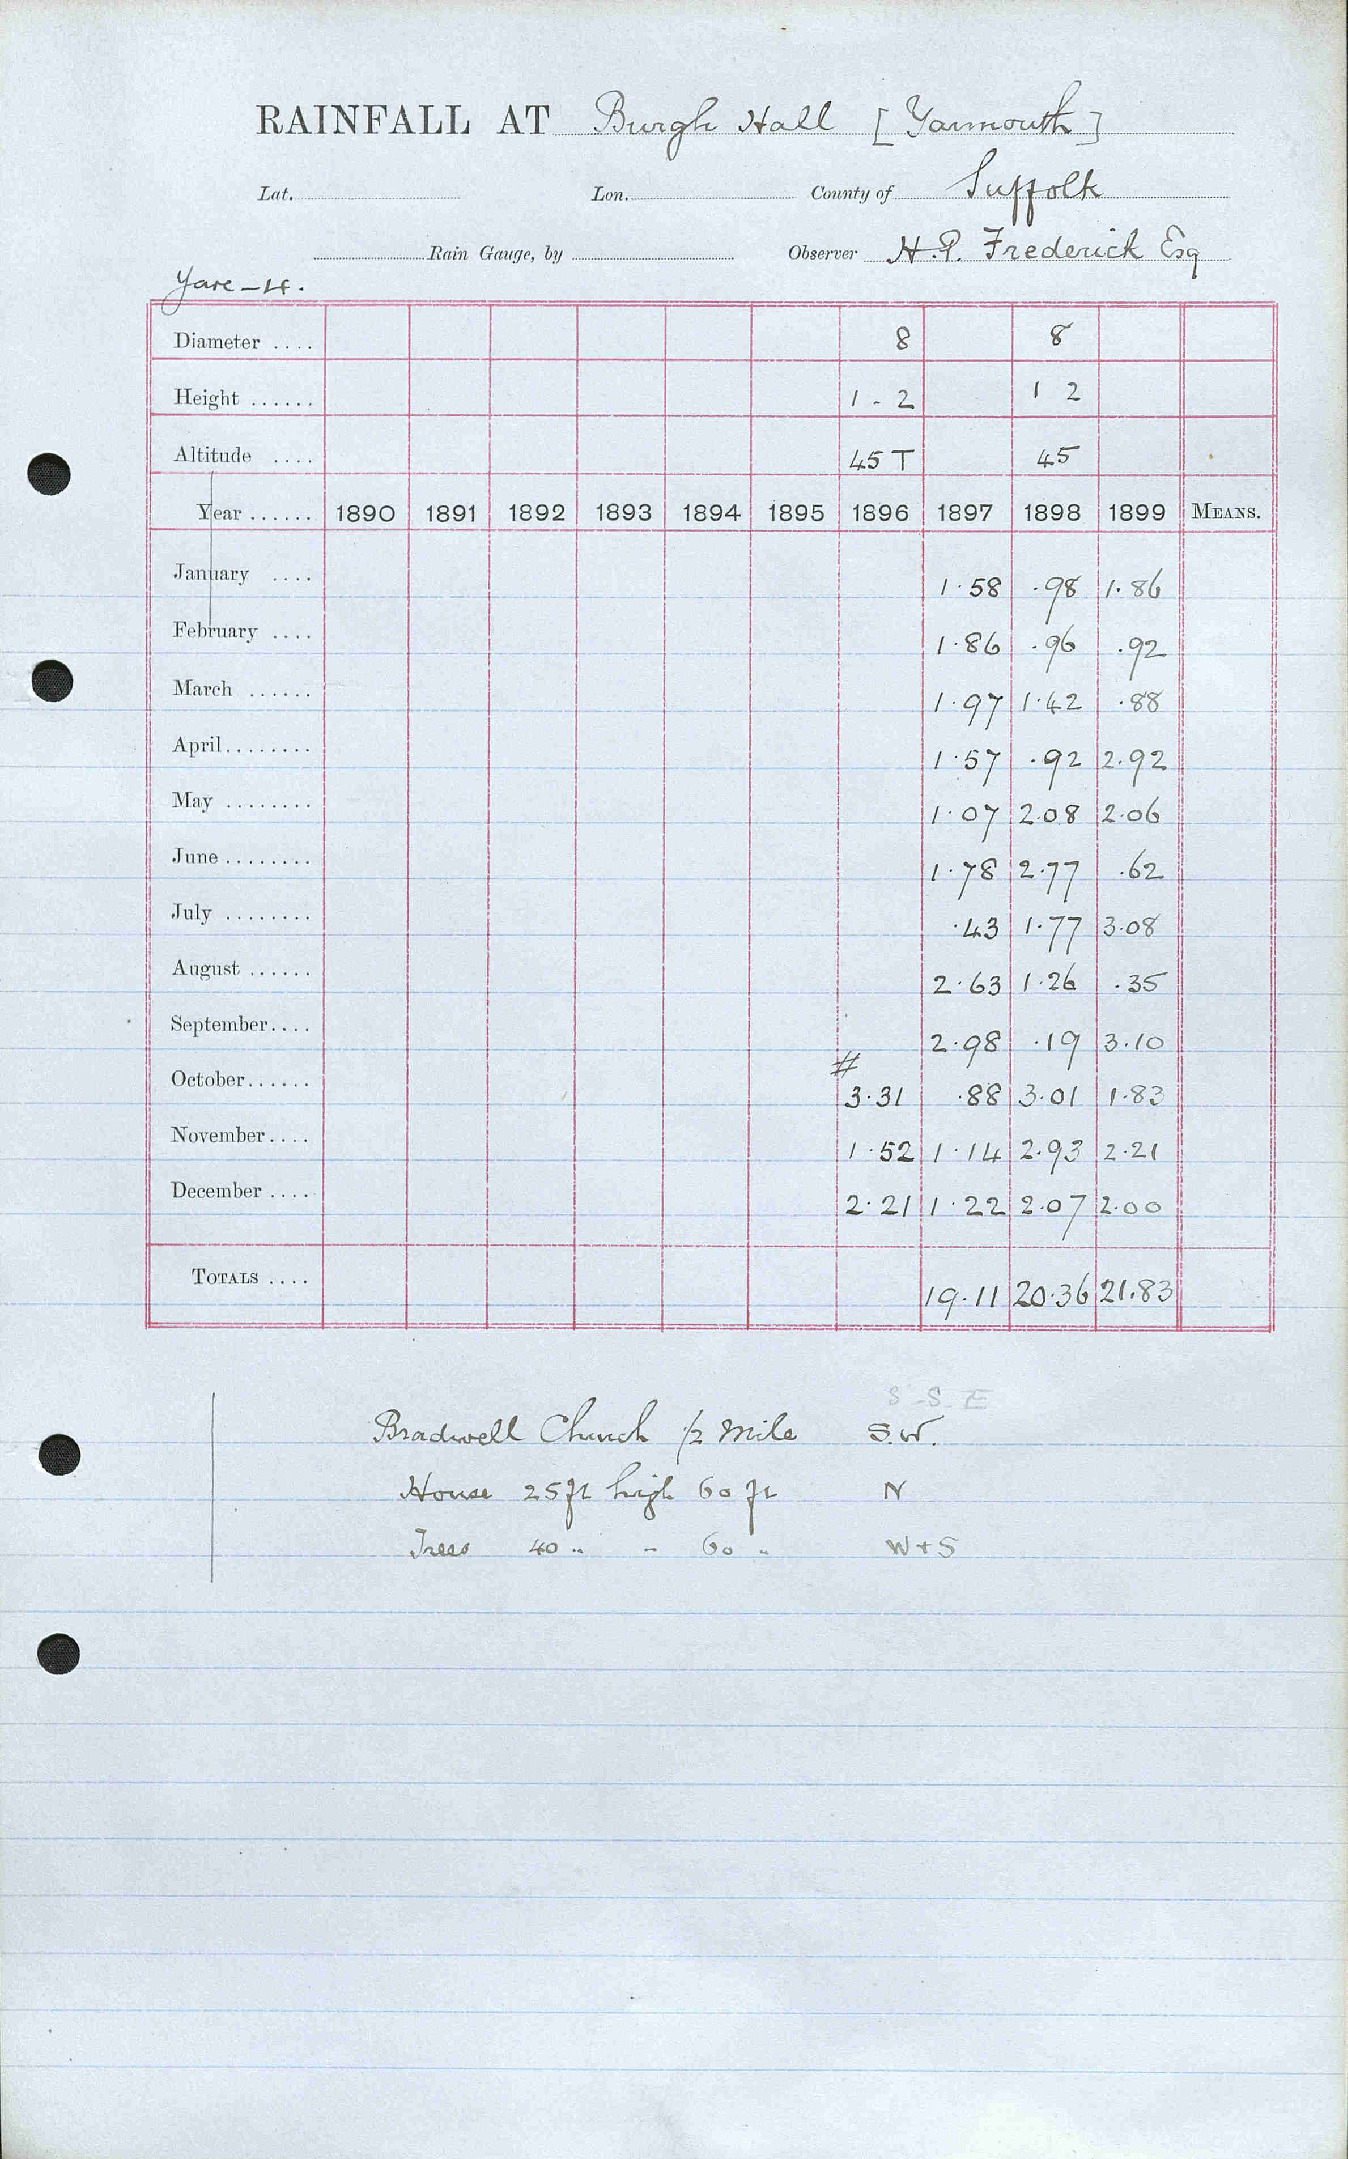 RAINFALL AT Burgh Hall [Yarmouth]
Lat. Lon. County of Suffolk
Rain Gauge, by Observer H.P. Frederick Esq
Yare - 4.
Diameter .... 8 8
Height ...... 1 - 2 1 2
Altitude .... 45 T 45
Year ...... 1890 1891 1892 1893 1894 1895 1896 1897 1898 1899 MEANS.
January .... 1.58 .98 1.86
February .... 1.86 .96 .92
March ...... 1.97 1.42 .88
April........ 1.57 .92 2.92
May ........ 1.07 2.08 2.06
June ........ 1.78 2.77 .62
July ........ .43 1.77 3.08
August ...... 2.63 1.26 .35
September.... 2.98 .19 3.10
#
October...... 3.31 .88 3.01 1.83
November.... 1.52 1.14 2.93 2.21
December .... 2.21 1.22 2.07 2.00
TOTALS .... 19.11 20.36 21.83
S-S-E
Bradwell Church 1/2 mile S.W.
House 25 ft high 60 ft N
Trees 40 " " 60 " W + S